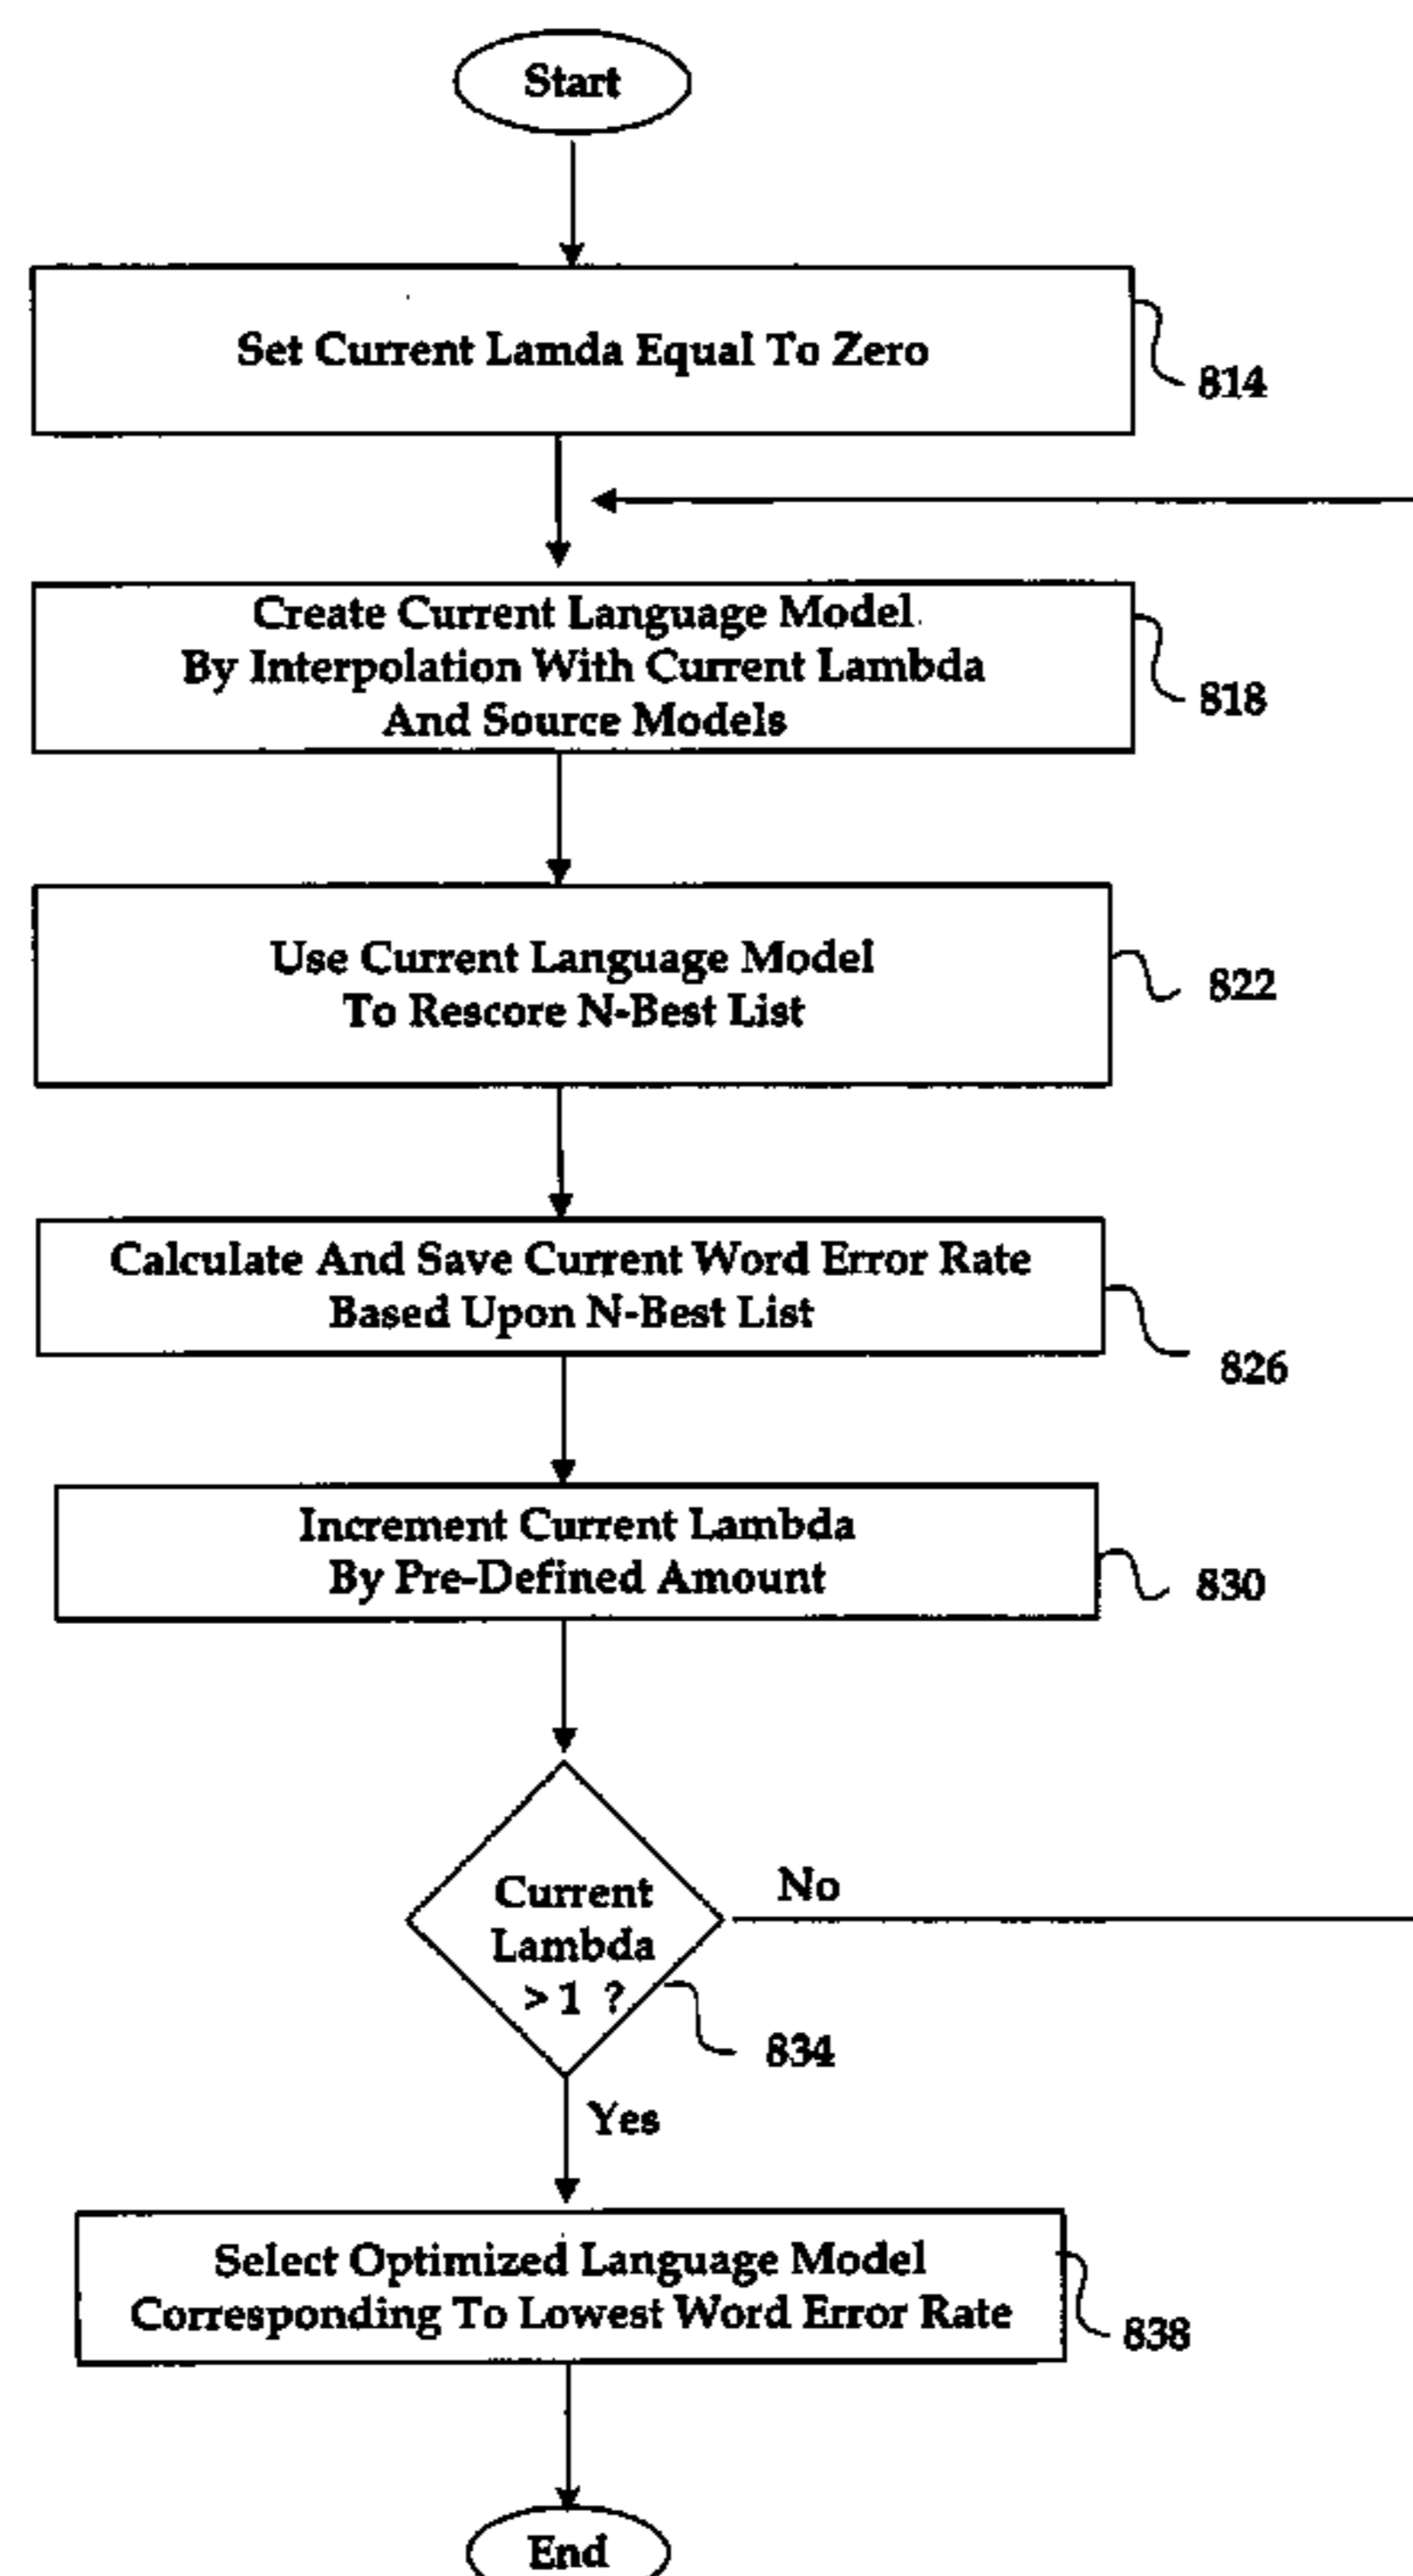 Start
Set Current Lamda Equal To Zero
814
Create Current Language Model
By Interpolation With Current Lambda
And Source Models
818
Use Current Language Model
To Rescore N-Best List
822
Calculate And Save Current Word Error Rate
Based Upon N-Best List
826
Increment Current Lambda
By Pre-Defined Amount
830
Current
Lambda
> 1 ?
No
834
Yes
Select Optimized Language Model
Corresponding To Lowest Word Error Rate
838
End